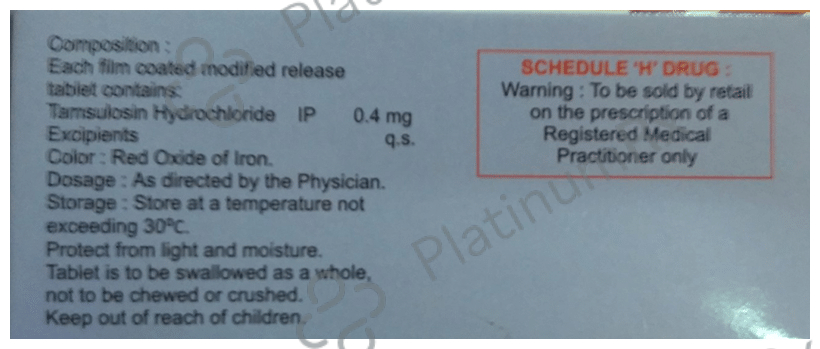 Composition :
Each film coated modified release
tablet contains:
Tamsulosin Hydrochloride IP 0.4 mg
Excipients q.s.
Color : Red Oxide of Iron.
Dosage : As directed by the Physician.
Storage : Store at a temperature not
exceeding 30°C.
Protect from light and moisture.
Tablet is to be swallowed as a whole,
not to be chewed or crushed.
Keep out of reach of children.
SCHEDULE 'H' DRUG :
Warning : To be sold by retail
on the prescription of a
Registered Medical
Practitioner only